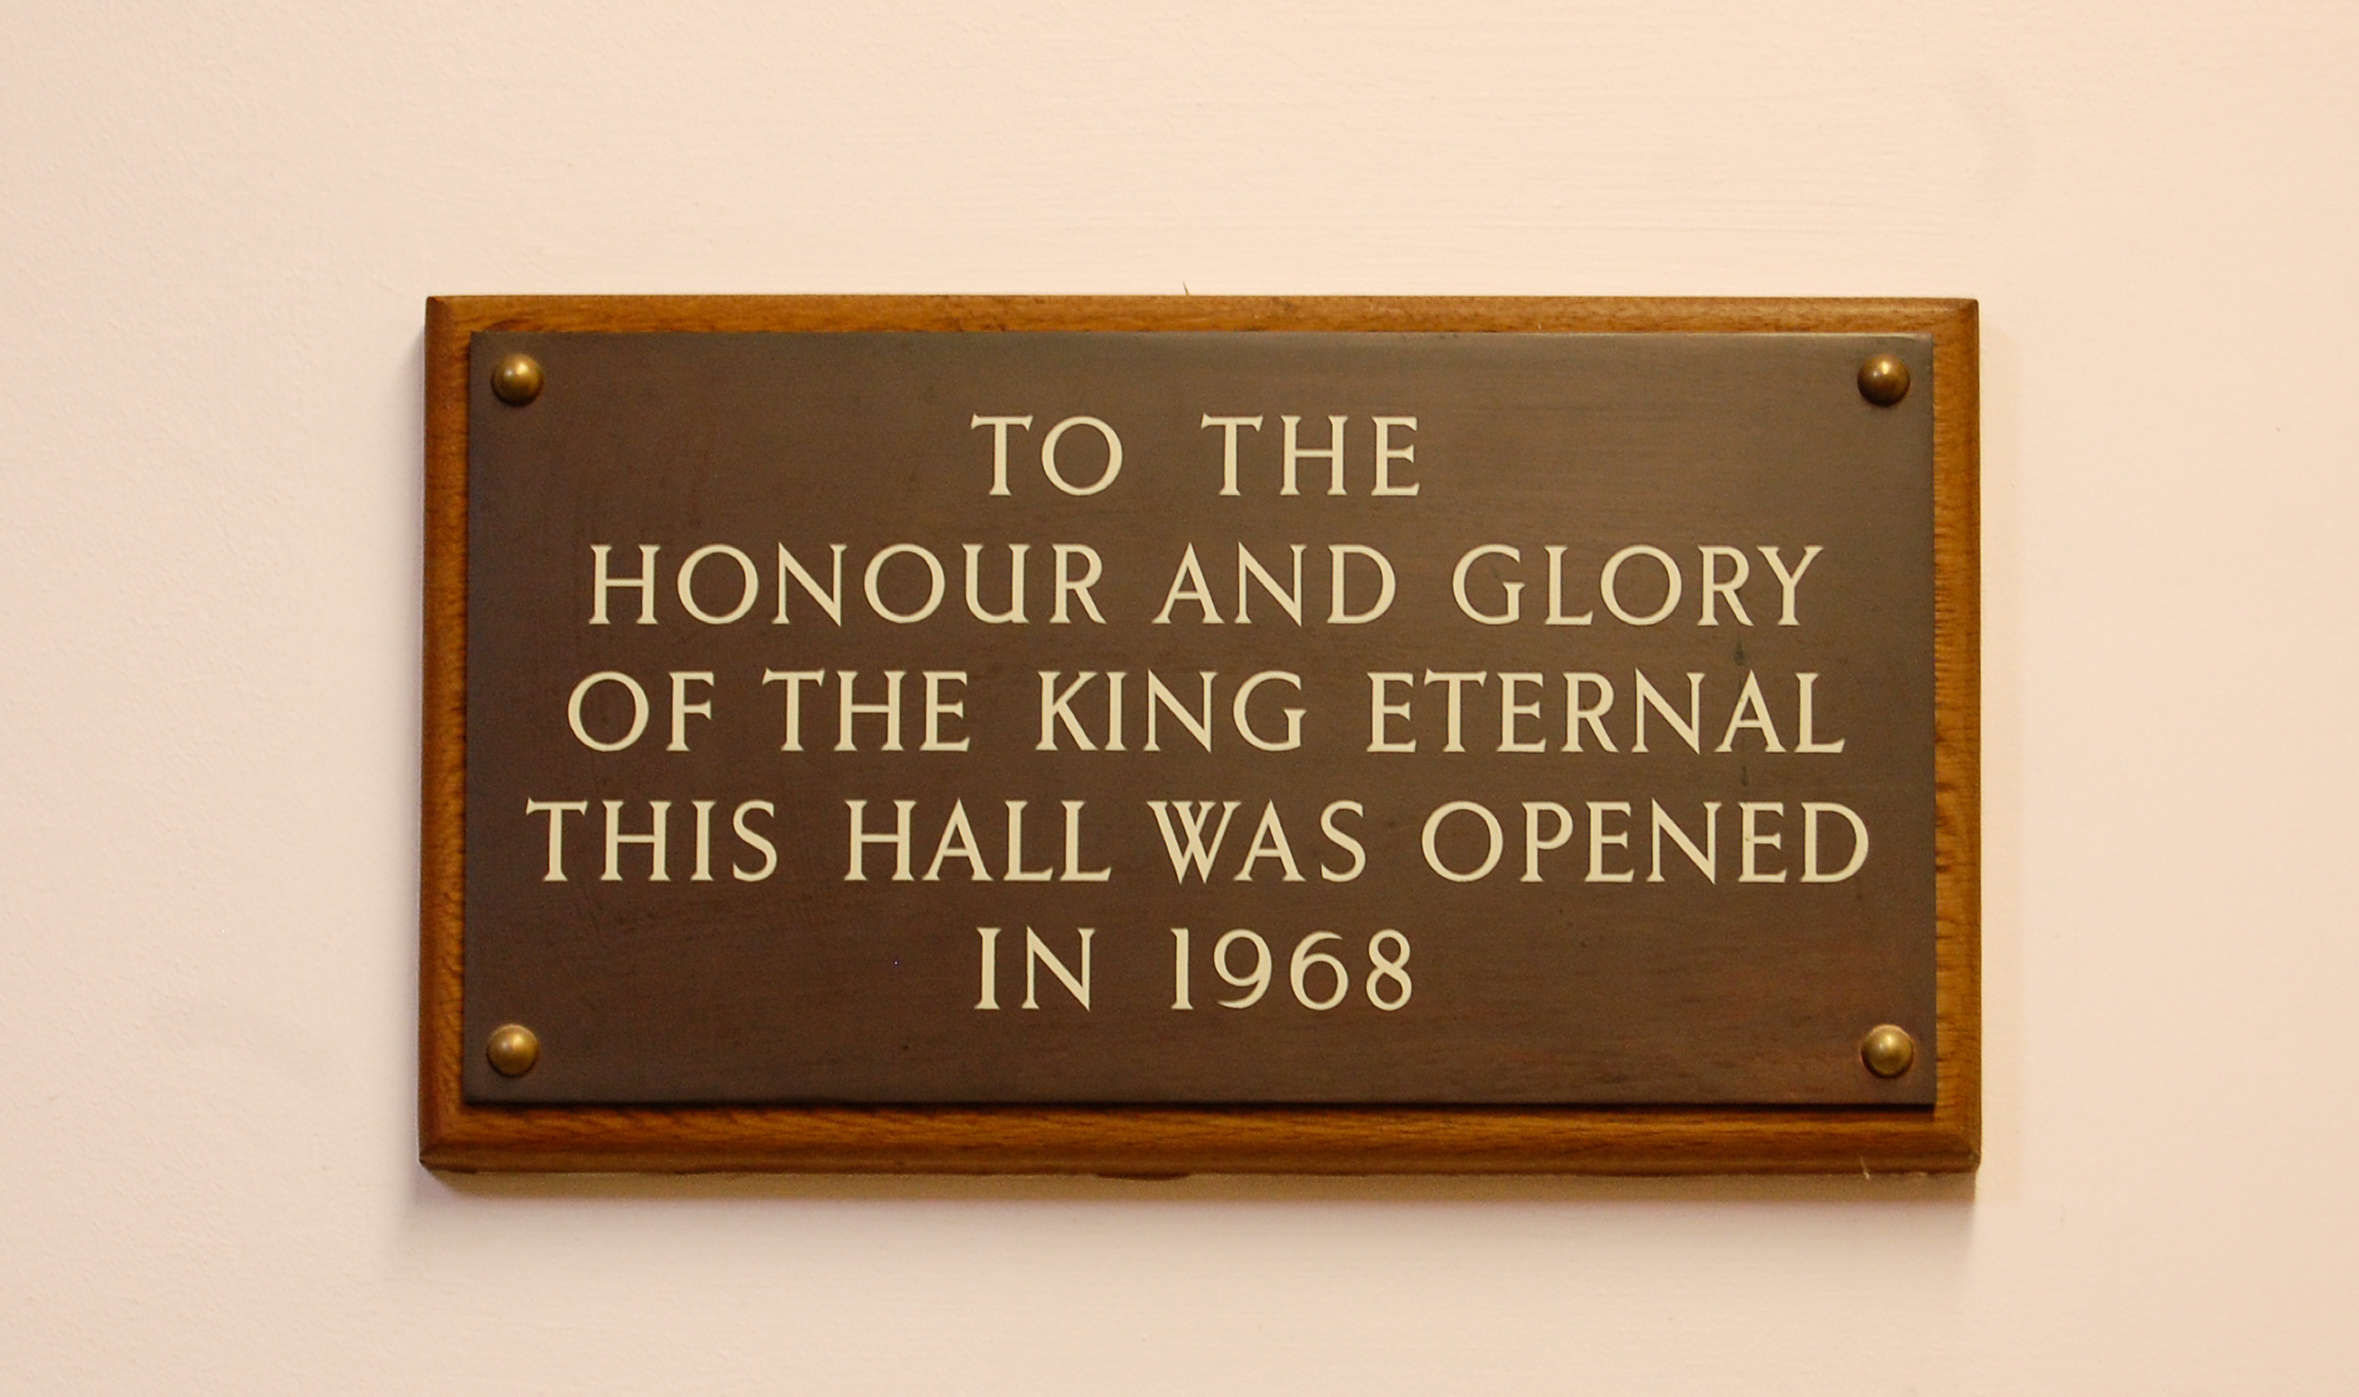 TO THE
HONOUR AND GLORY
OF THE KING ETERNAL
THIS HALL WAS OPENED
IN 1968